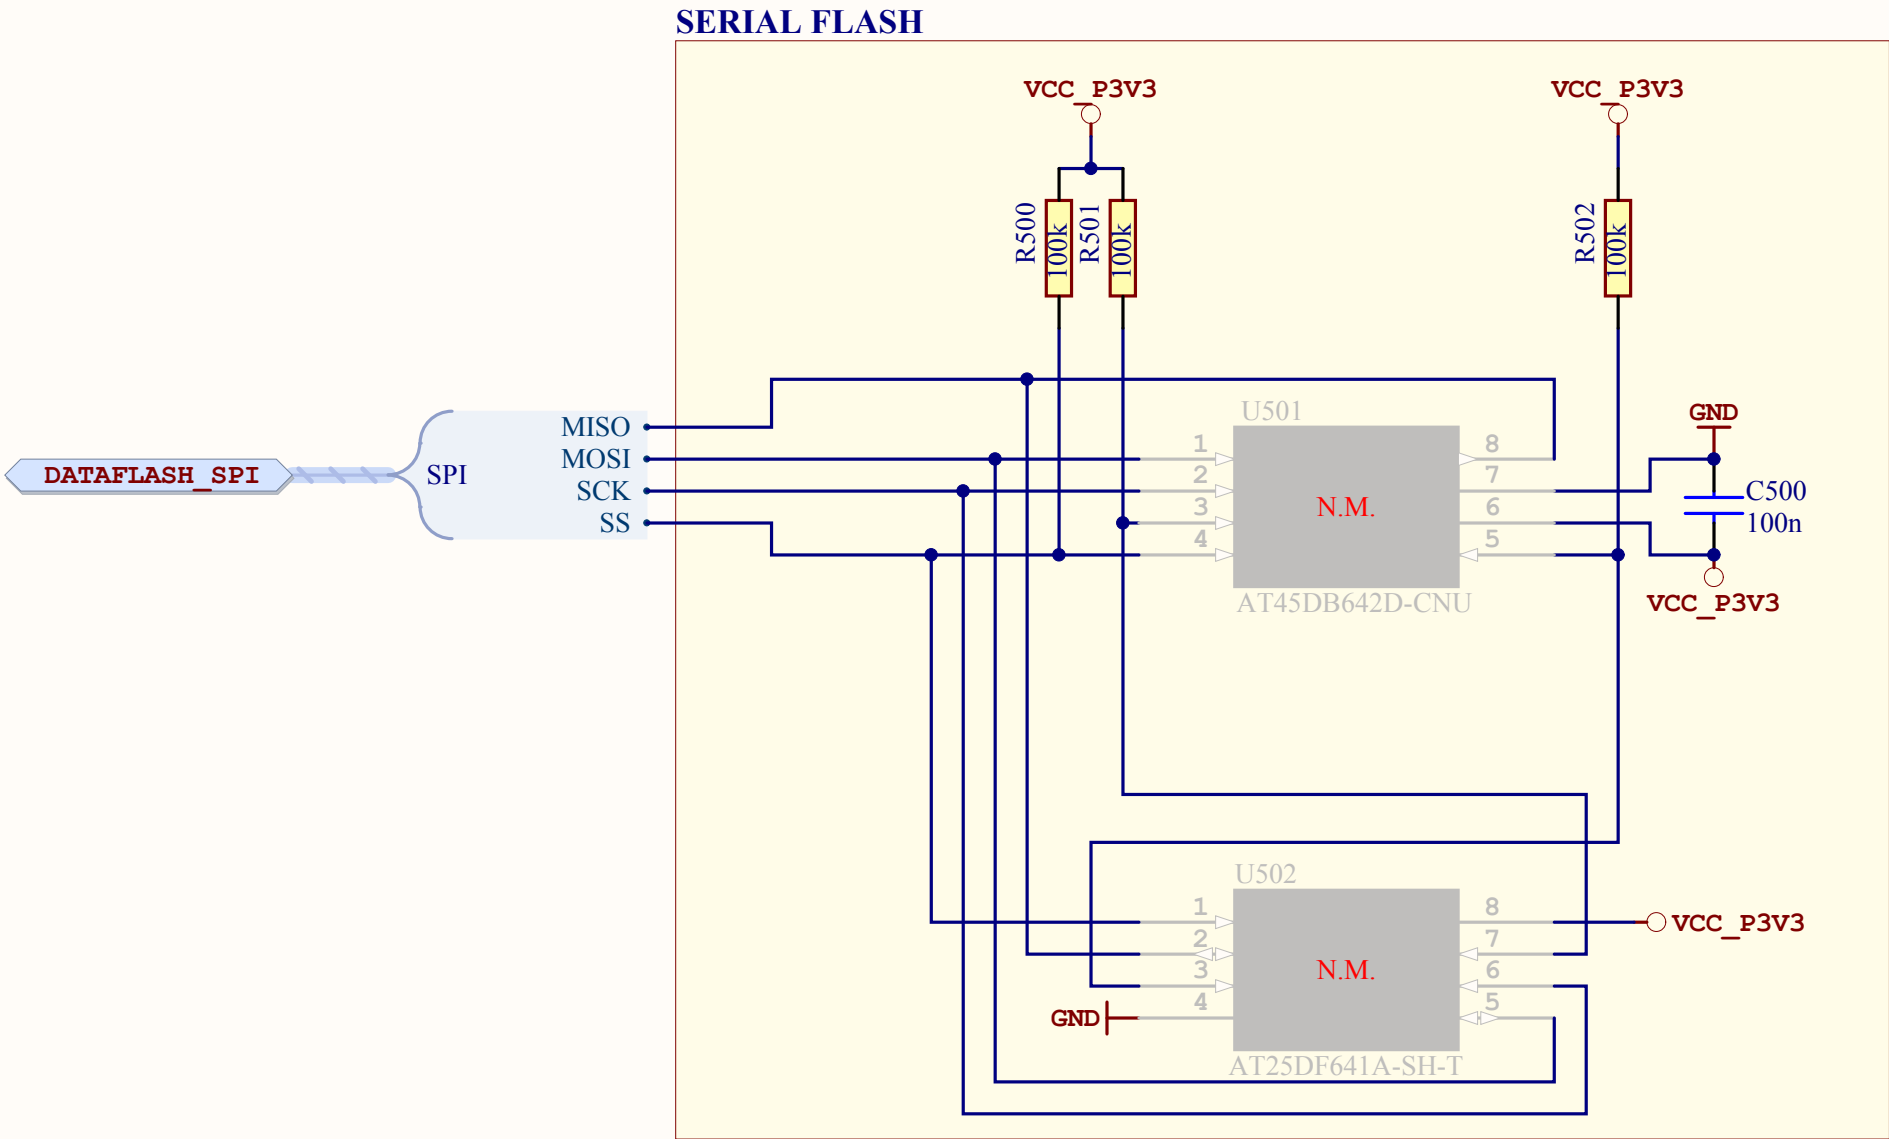 SERIAL FLASH
VCC_P3V3
VCC_P3V3
R500
100k
R501
100k
R502
100k
DATAFLASH_SPI
SPI
MISO
MOSI
SCK
SS
U501
1
2
3
4
N.M.
8
7
6
5
AT45DB642D-CNU
GND
C500
100n
VCC_P3V3
U502
1
2
3
4
N.M.
8
7
6
5
AT25DF641A-SH-T
VCC_P3V3
GND